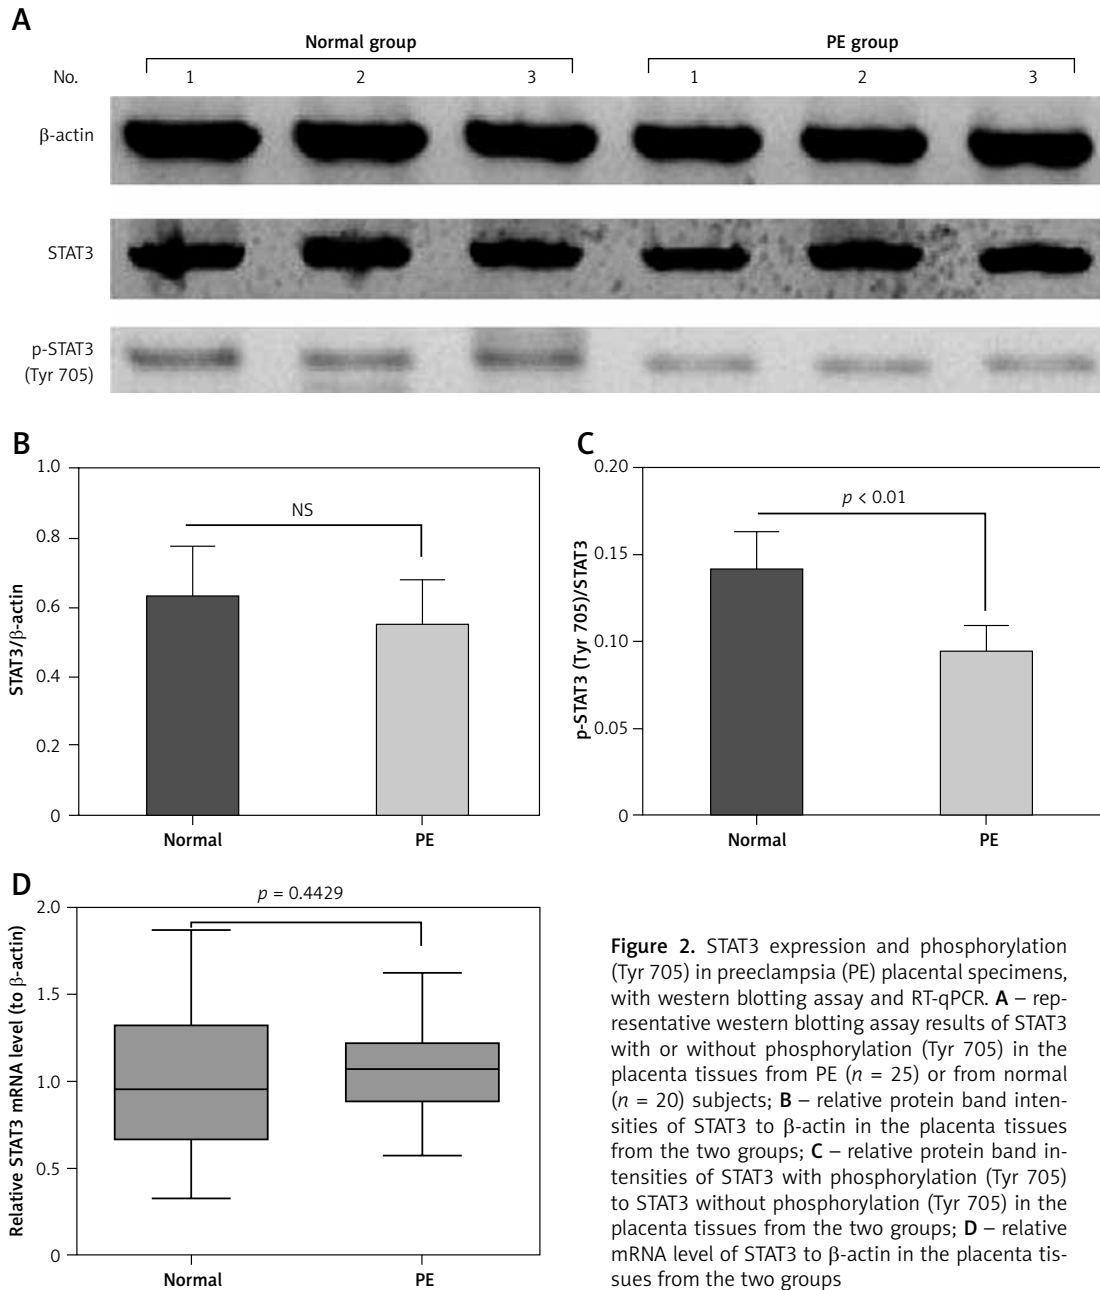 A
Normal group PE group
No. 1 2 3 1 2 3
β-actin
STAT3
p-STAT3
(Tyr 705)
B
STAT3/β-actin
1.0
0.8
0.6
0.4
0.2
0
NS
Normal PE
C
p-STAT3 (Tyr 705)/STAT3
0.20
0.15
0.10
0.05
0
p < 0.01
Normal PE
D
Relative STAT3 mRNA level (to β-actin)
2.0
1.5
1.0
0.5
0
p = 0.4429
Normal PE
Figure 2. STAT3 expression and phosphorylation
(Tyr 705) in preeclampsia (PE) placental specimens,
with western blotting assay and RT-qPCR. A – rep-
resentative western blotting assay results of STAT3
with or without phosphorylation (Tyr 705) in the
placenta tissues from PE (n = 25) or from normal
(n = 20) subjects; B – relative protein band inten-
sities of STAT3 to β-actin in the placenta tissues
from the two groups; C – relative protein band in-
tensities of STAT3 with phosphorylation (Tyr 705)
to STAT3 without phosphorylation (Tyr 705) in the
placenta tissues from the two groups; D – relative
mRNA level of STAT3 to β-actin in the placenta tis-
sues from the two groups